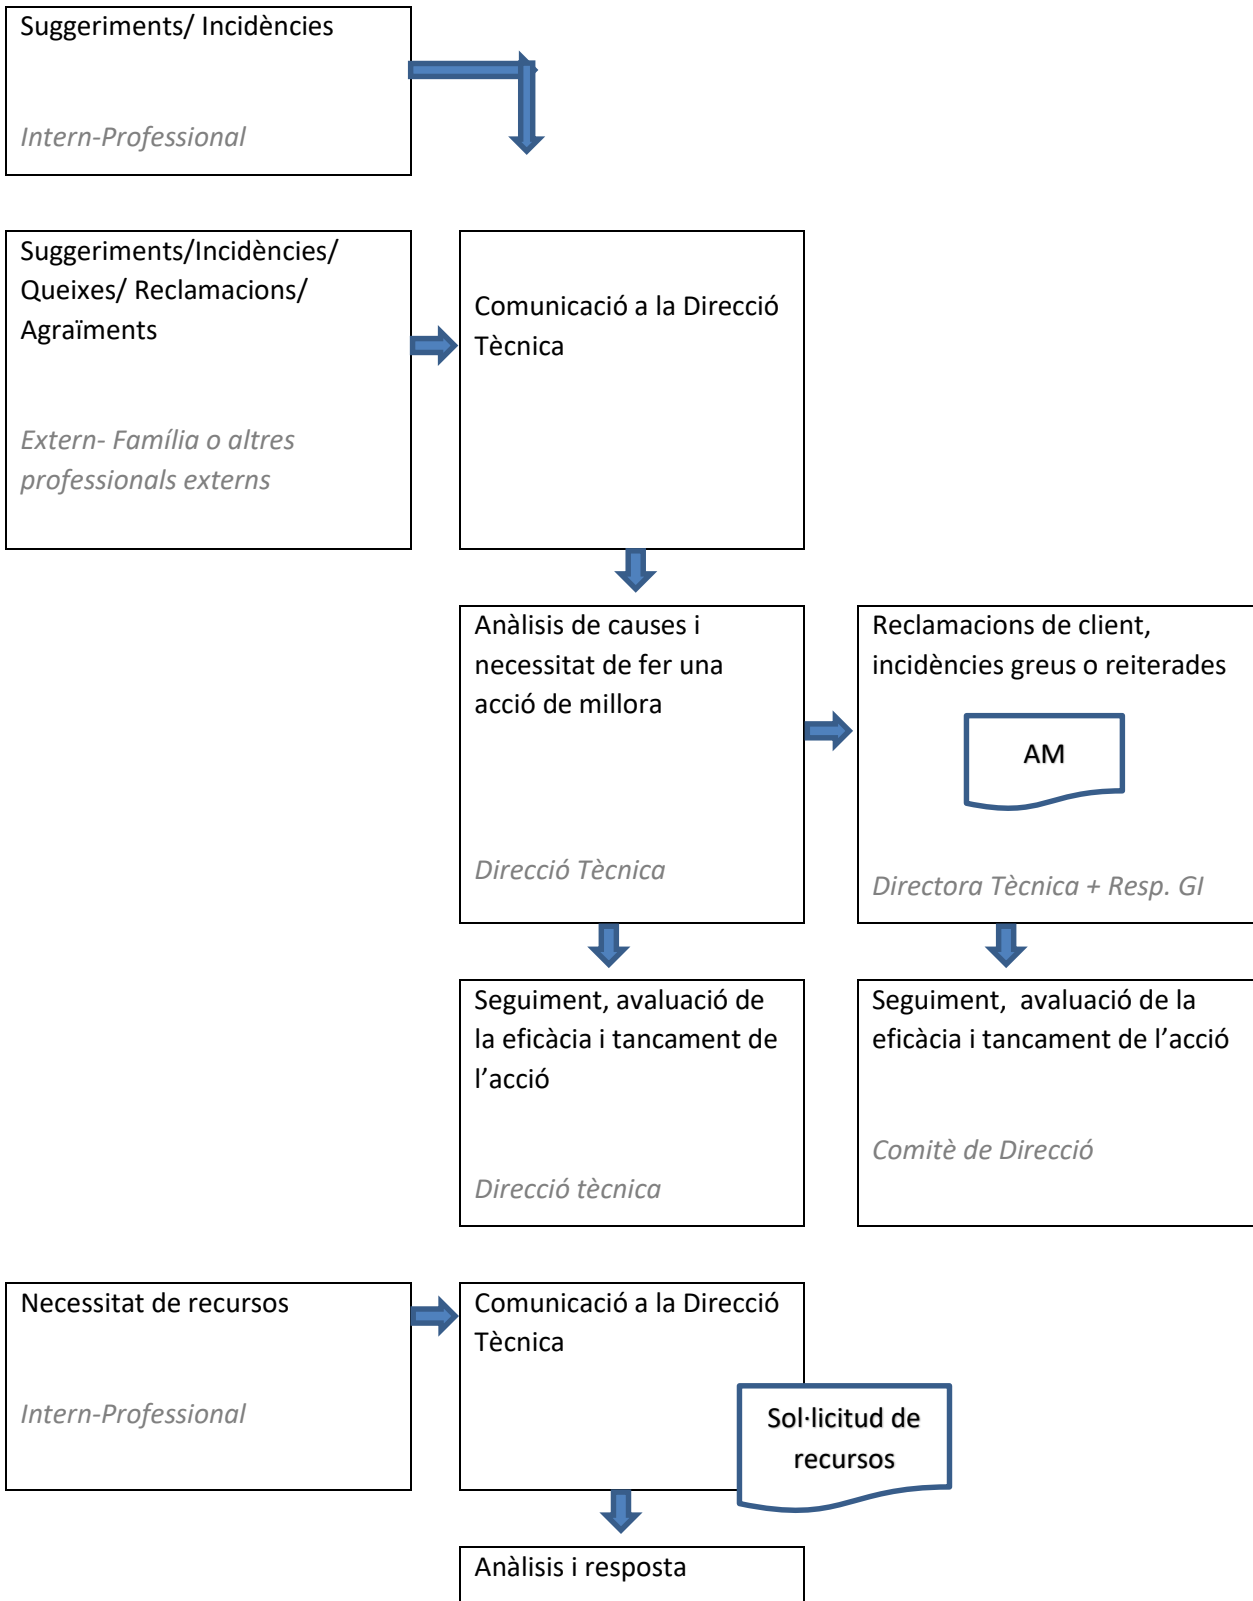 Suggeriments/ Incidències
Intern-Professional
Suggeriments/Incidències/
Queixes/ Reclamacions/
Agraïments
Extern- Família o altres
professionals externs
Comunicació a la Direcció
Tècnica
Anàlisis de causes i
necessitat de fer una
acció de millora
Direcció Tècnica
Reclamacions de client,
incidències greus o reiterades
AM
Directora Tècnica + Resp. GI
Seguiment, avaluació de
la eficàcia i tancament de
l’acció
Direcció tècnica
Seguiment,  avaluació de la
eficàcia i tancament de l’acció
Comitè de Direcció
Necessitat de recursos
Intern-Professional
Comunicació a la Direcció
Tècnica
Sol·licitud de
recursos
Anàlisis i resposta